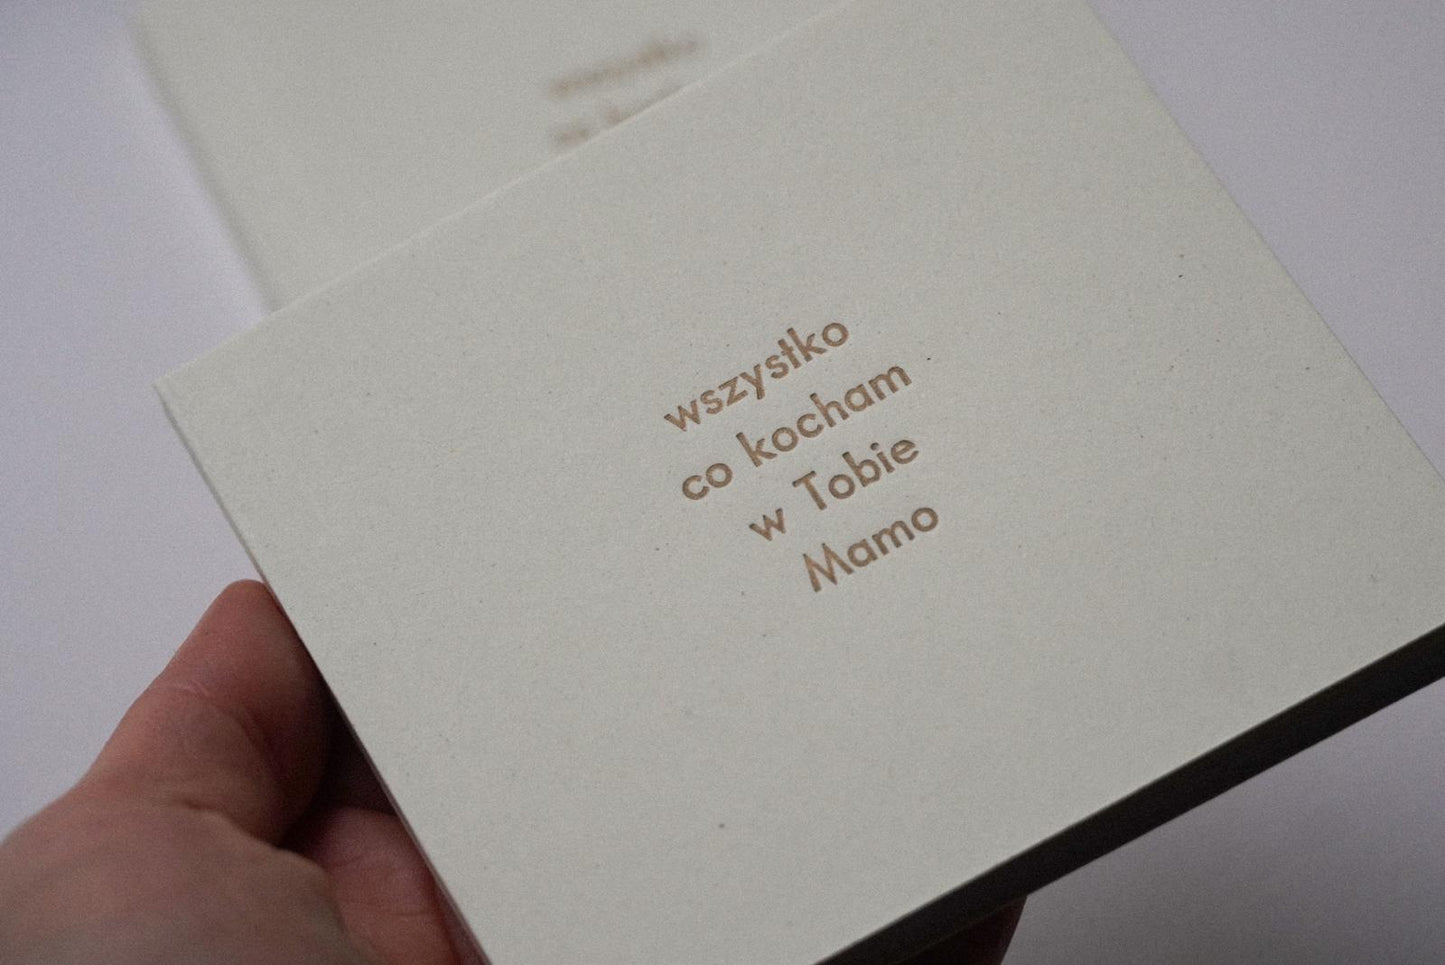 wszystko
co kocham
w Tobie
Mamo